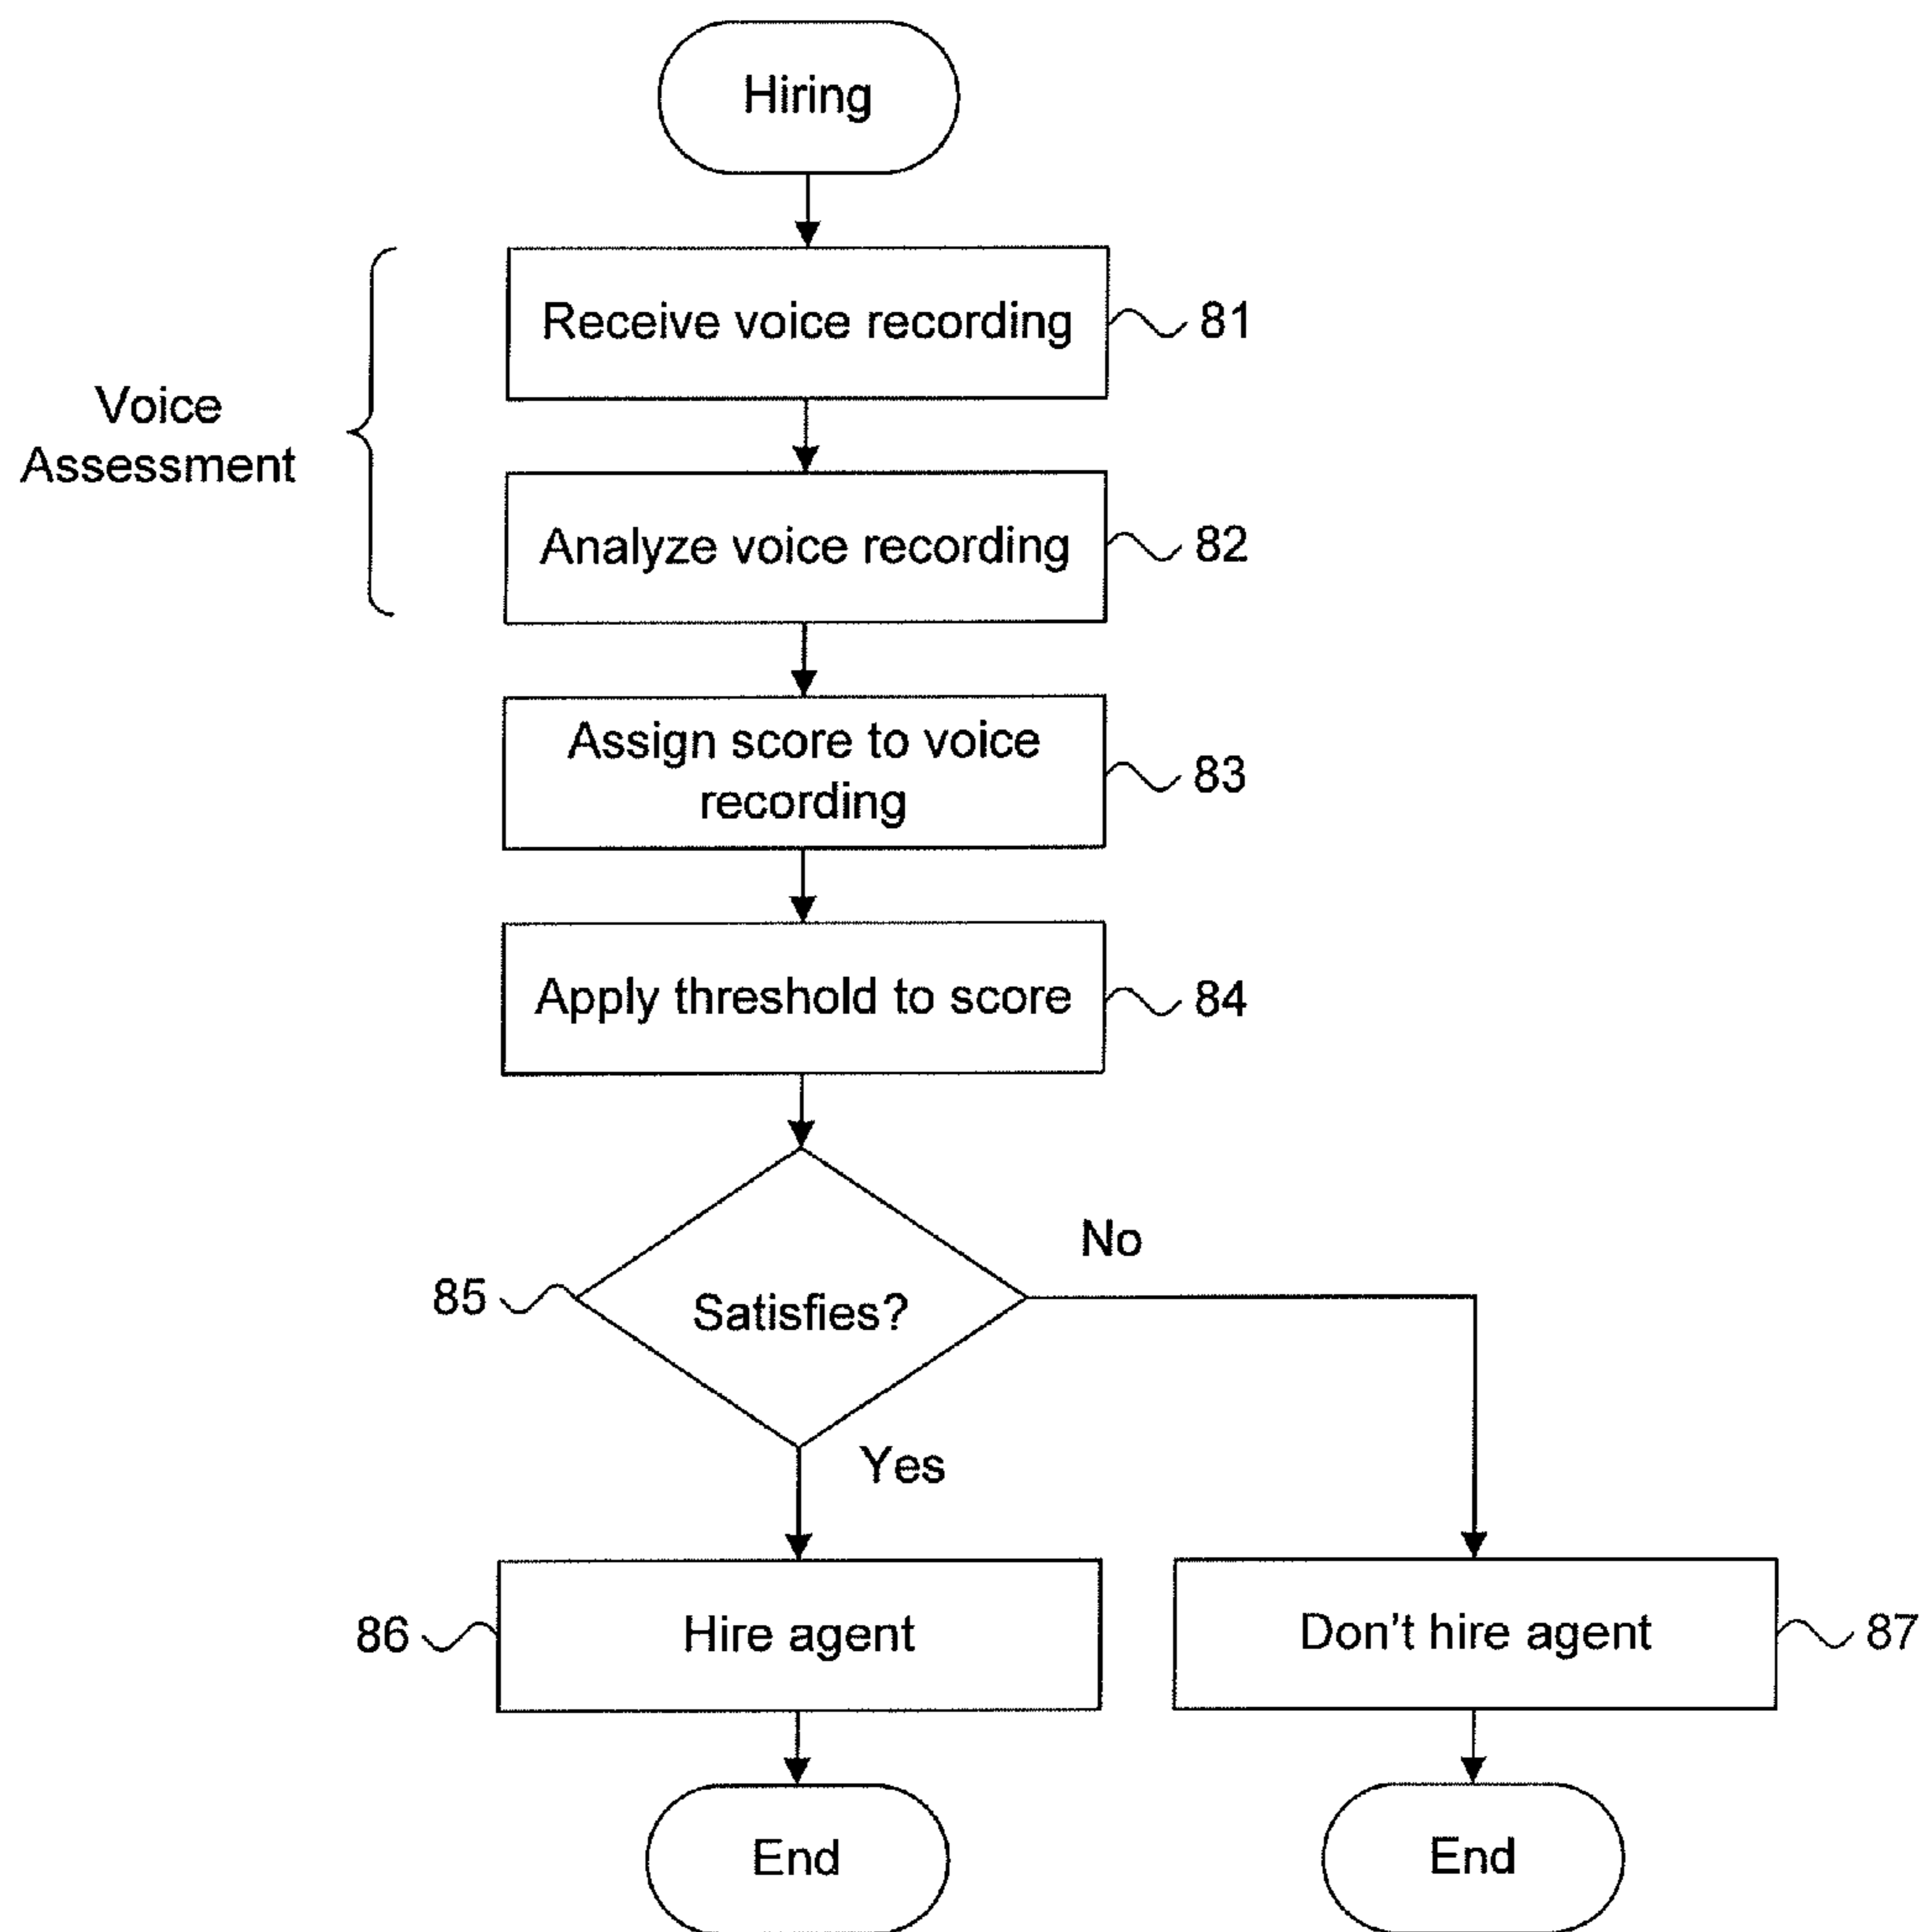 Hiring
Receive voice recording
81
Voice
Assessment
Analyze voice recording
82
Assign score to voice
recording
83
Apply threshold to score
84
No
85
Satisfies?
Yes
86
Hire agent
Don't hire agent
87
End
End